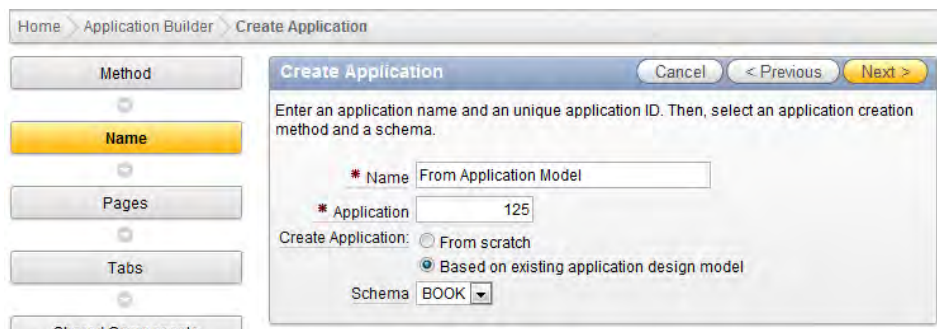 Home Application Builder Create Application
Method
Name
Pages
Tabs
Create Application
Cancel
< Previous
Next >
Enter an application name and an unique application ID. Then, select an application creation
method and a schema.
* Name From Application Model
* Application 125
Create Application: From scratch
Based on existing application design model
Schema BOOK